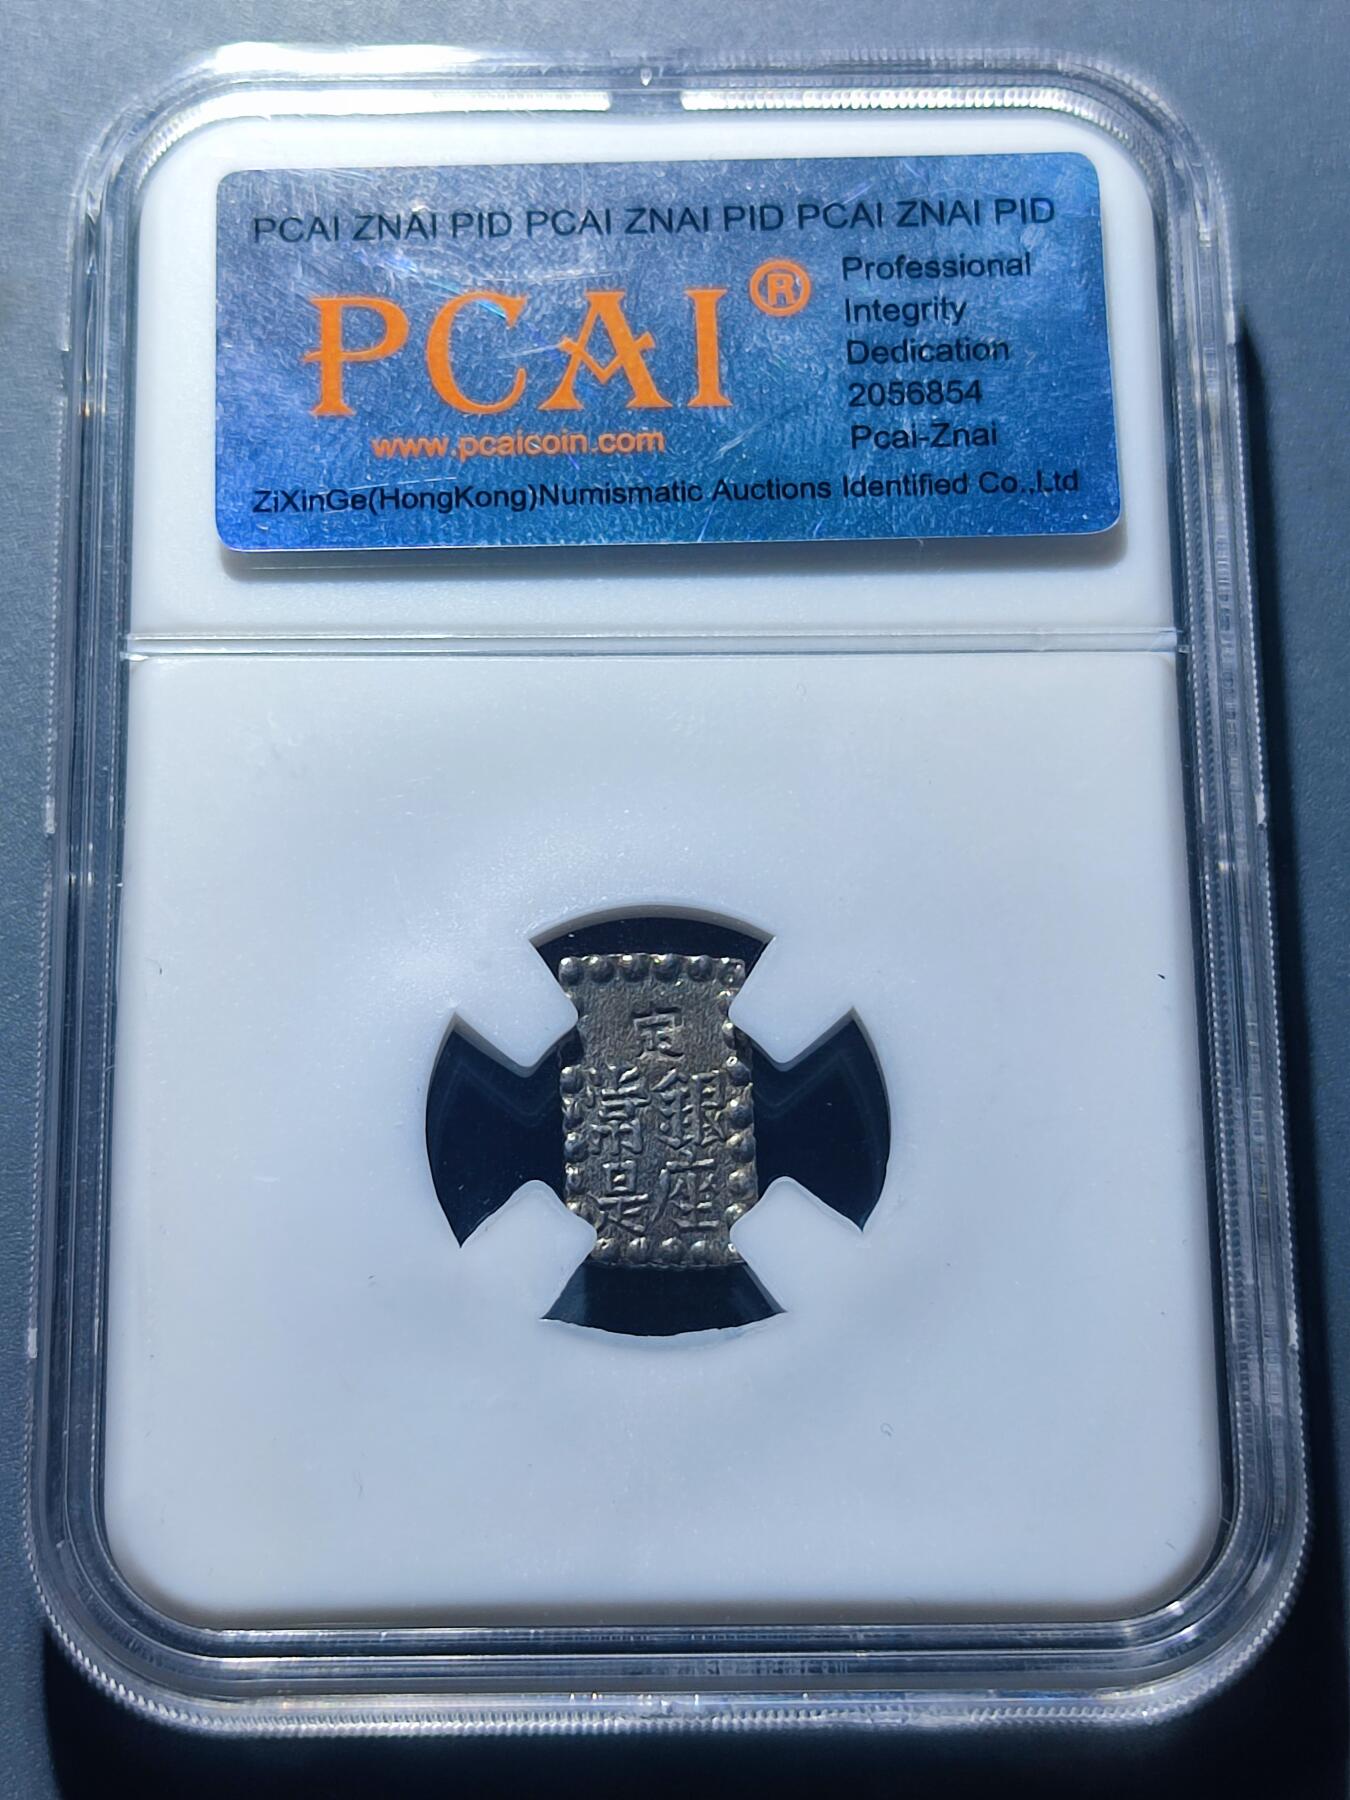 PCAI ZNAI PID PCAI ZNAI PID PCAI ZNAI PID
PCAI®
www.pcaicoin.com
Professional
Integrity
Dedication
2056854
Pcai-Znai
ZiXinGe(HongKong)Numismatic Auctions Identified Co.,Ltd
定
銀座
常是